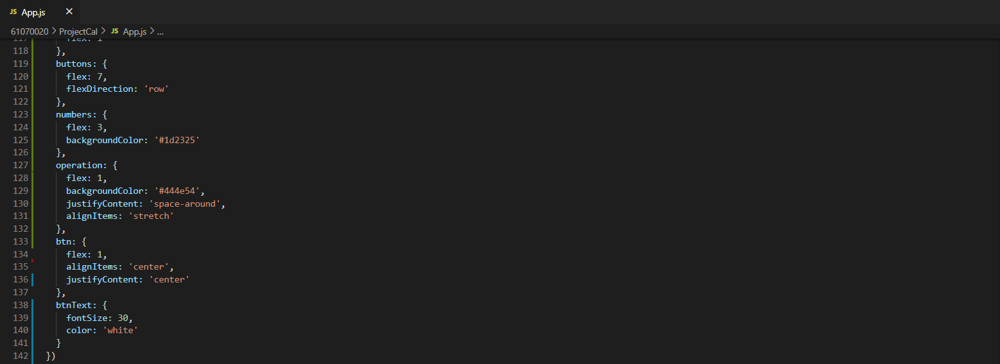 JS App.js ×
61070020 > ProjectCal > JS App.js > ...
117 flex: 1
118 },
119 buttons: {
120 flex: 7,
121 flexDirection: 'row'
122 },
123 numbers: {
124 flex: 3,
125 backgroundColor: '#1d2325'
126 },
127 operation: {
128 flex: 1,
129 backgroundColor: '#444e54',
130 justifyContent: 'space-around',
131 alignItems: 'stretch'
132 },
133 btn: {
134 flex: 1,
135 alignItems: 'center',
136 justifyContent: 'center'
137 },
138 btnText: {
139 fontSize: 30,
140 color: 'white'
141 }
142 })